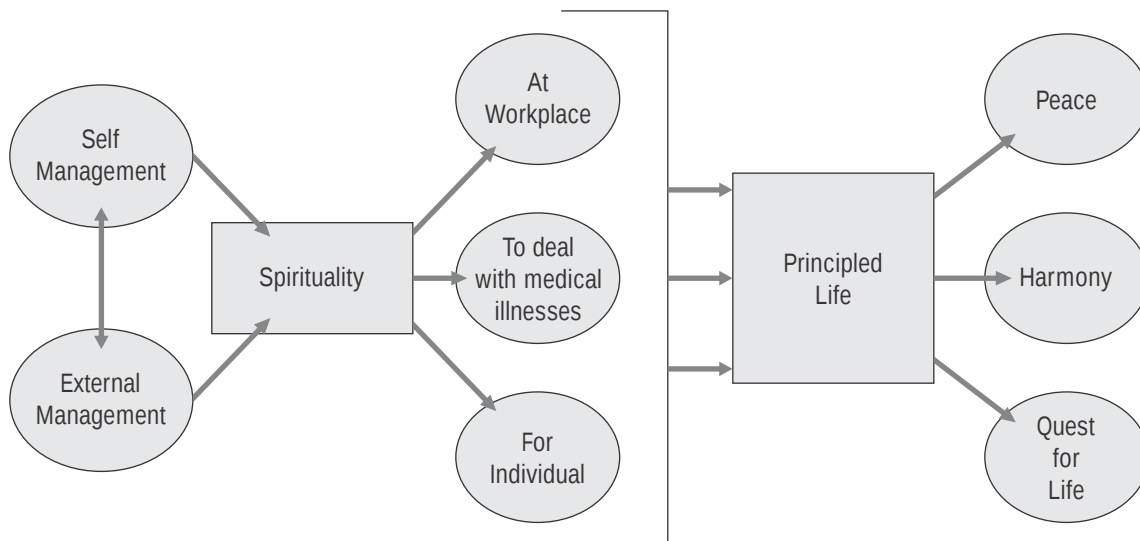 Self
Management
External
Management
Spirituality
At
Workplace
To deal
with medical
illnesses
For
Individual
Principled
Life
Peace
Harmony
Quest
for
Life